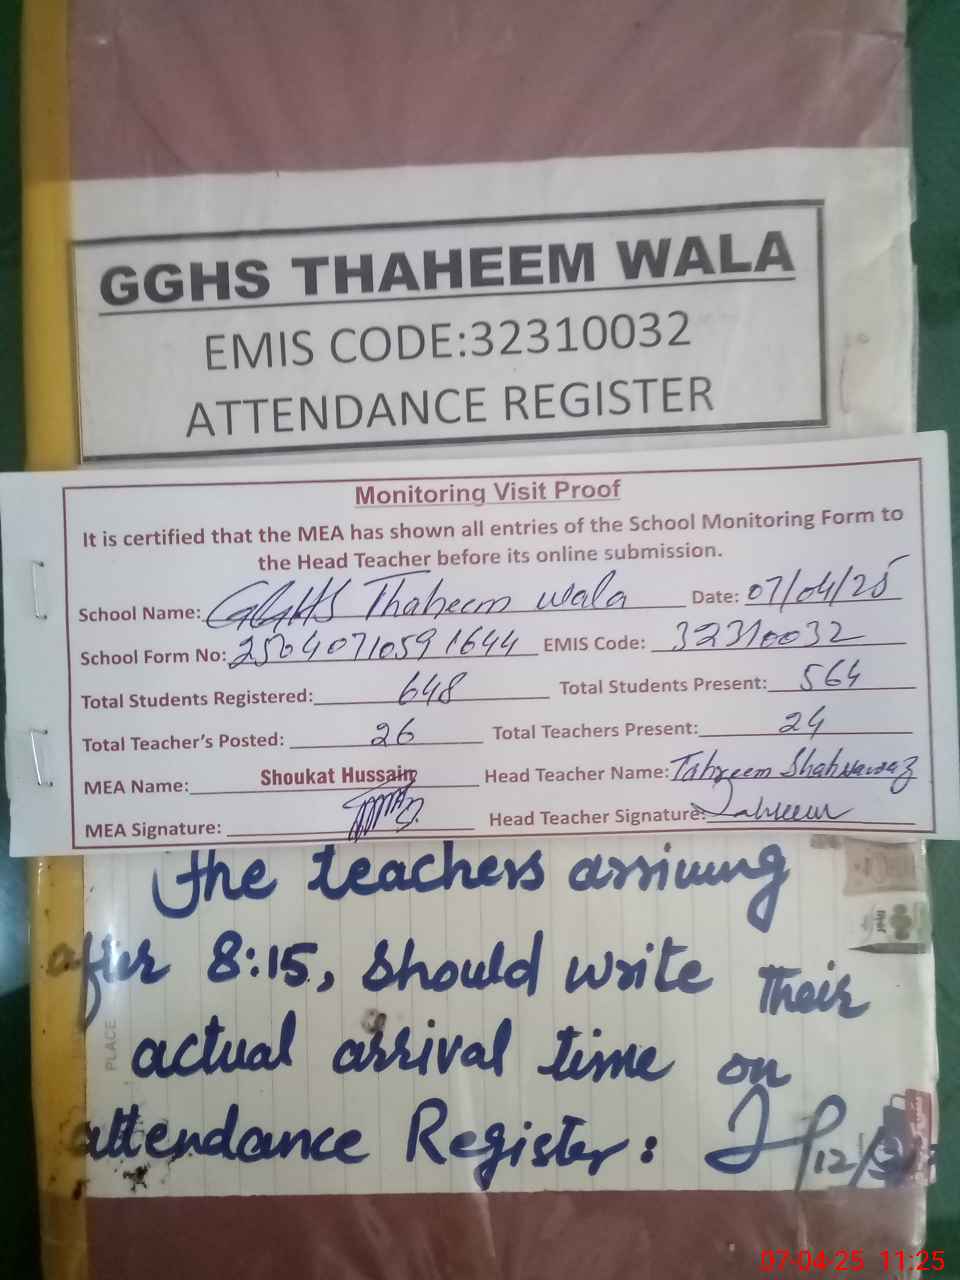 GGHS THAHEEM WALA
EMIS CODE:32310032
ATTENDANCE REGISTER
Monitoring Visit Proof
It is certified that the MEA has shown all entries of the School Monitoring Form to
the Head Teacher before its online submission.
School Name: GGHS Thaheem wala Date: 07/04/25
School Form No: 25040710591644 EMIS Code: 32310032
Total Students Registered: 648 Total Students Present: 564
Total Teacher's Posted: 26 Total Teachers Present: 24
MEA Name: Shoukat Hussain Head Teacher Name: Tahreem Shahnawaz
MEA Signature: Head Teacher Signature: Tahreem
The teachers arriving
after 8:15, should write their
actual arrival time on
attendance Register:
PLACE
07-04-25 11:25